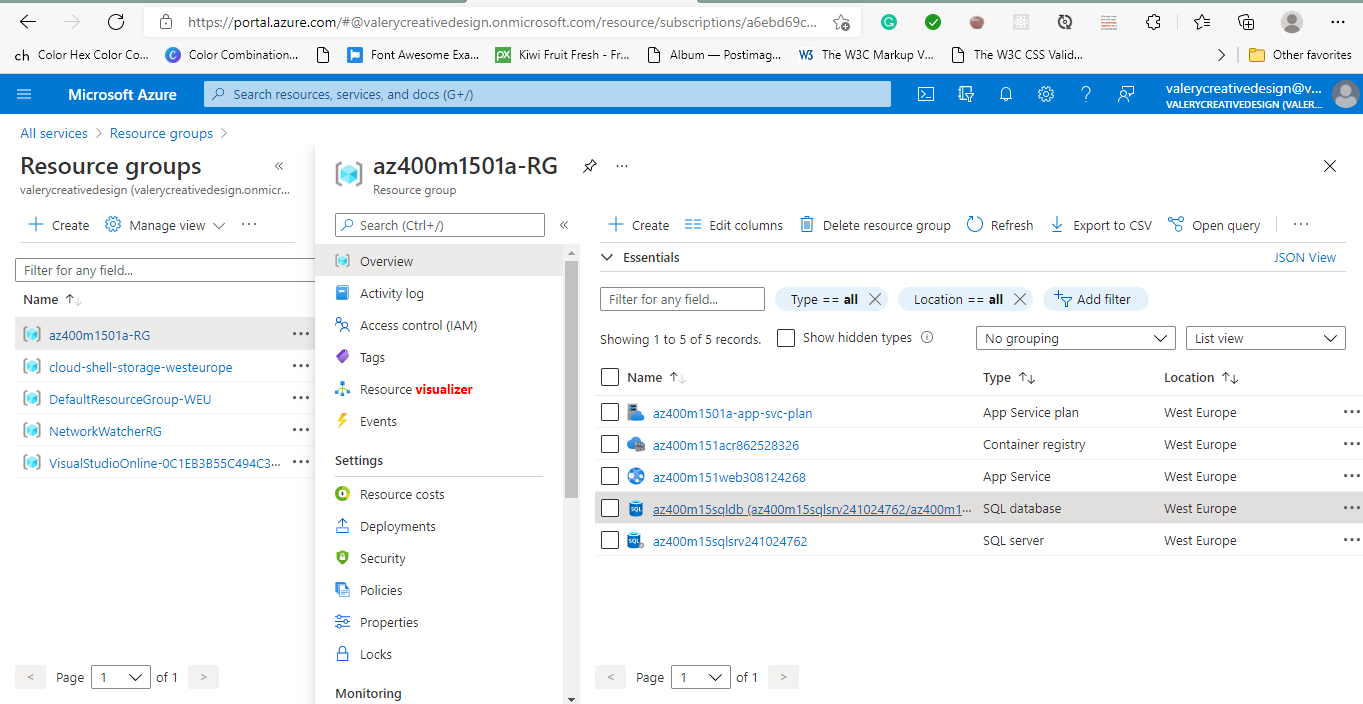 https://portal.azure.com/#@valerycreativedesign.onmicrosoft.com/resource/subscriptions/a6ebd69c...
ch Color Hex Color Co... Color Combination... Font Awesome Exa... Kiwi Fruit Fresh - Fr... Album — Postimag... The W3C Markup V... The W3C CSS Valid... Other favorites
Microsoft Azure
Search resources, services, and docs (G+/)
valerycreativedesign@v...
VALERYCREATIVEDESIGN (VALER...
All services > Resource groups >
Resource groups
valerycreativedesign (valerycreativedesign.onmicr...
Create Manage view ...
Filter for any field...
Name
az400m1501a-RG
cloud-shell-storage-westeurope
DefaultResourceGroup-WEU
NetworkWatcherRG
VisualStudioOnline-0C1EB3B55C494C3...
< Page 1 of 1 >
az400m1501a-RG
Resource group
Search (Ctrl+/)
Overview
Activity log
Access control (IAM)
Tags
Resource visualizer
Events
Settings
Resource costs
Deployments
Security
Policies
Properties
Locks
Monitoring
Create Edit columns Delete resource group Refresh Export to CSV Open query ...
Essentials
JSON View
Filter for any field...
Type == all
Location == all
Add filter
Showing 1 to 5 of 5 records.
Show hidden types
No grouping
List view
Name Type Location
az400m1501a-app-svc-plan App Service plan West Europe
az400m151acr862528326 Container registry West Europe
az400m151web308124268 App Service West Europe
az400m15sqldb (az400m15sqlsrv241024762/az400m1... SQL database West Europe
az400m15sqlsrv241024762 SQL server West Europe
< Page 1 of 1 >